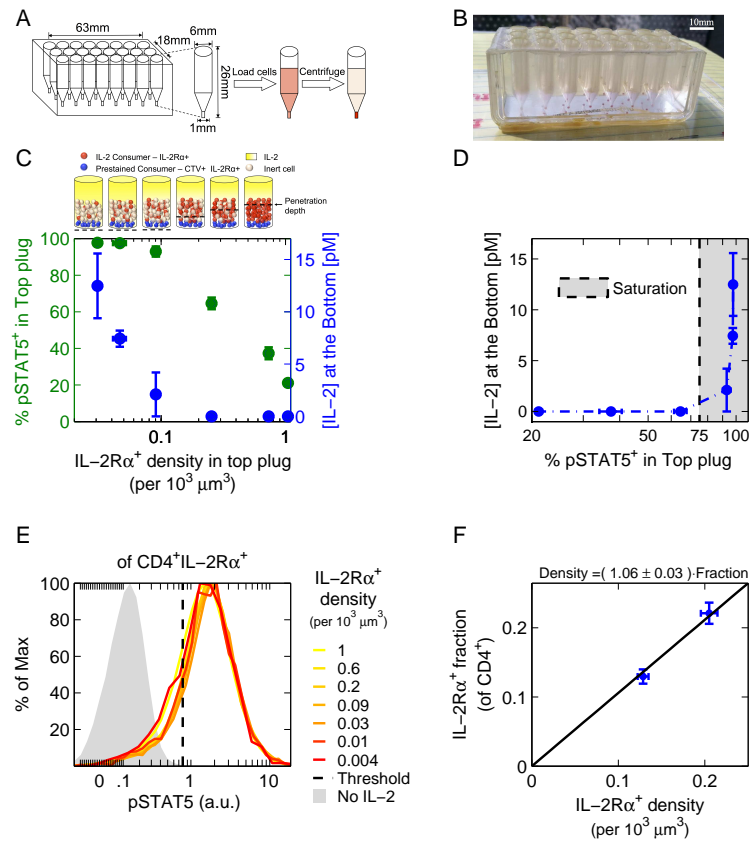 A
63mm
18mm
6mm
26mm
1mm
Load cells
Centrifuge
B
10mm
C
IL−2 Consumer − IL−2Rα+
IL−2
Prestained Consumer − CTV+ IL−2Rα+
Inert cell
Penetration
depth
% pSTAT5+ in Top plug
100
80
60
40
20
0
15
10
5
0
[IL−2] at the Bottom [pM]
0.1
1
IL−2Rα+ density in top plug
(per 10³ µm³)
D
[IL−2] at the Bottom [pM]
15
10
5
0
Saturation
20
50
75
100
% pSTAT5+ in Top plug
E
of CD4+IL−2Rα+
% of Max
100
80
60
40
20
0
.1
1
10
pSTAT5 (a.u.)
IL−2Rα+
density
(per 10³ µm³)
1
0.6
0.2
0.09
0.03
0.01
0.004
Threshold
No IL−2
F
Density =( 1.06 ± 0.03 )·Fraction
IL−2Rα+ fraction
(of CD4+)
0.2
0.1
0
0
0.1
0.2
IL−2Rα+ density
(per 10³ µm³)